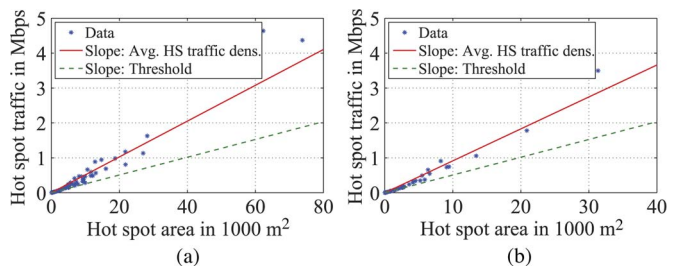 5
4
3
2
1
0
Hot spot traffic in Mbps
Data
Slope: Avg. HS traffic dens.
Slope: Threshold
0 20 40 60 80
Hot spot area in 1000 m²
(a)
5
4
3
2
1
0
Hot spot traffic in Mbps
Data
Slope: Avg. HS traffic dens.
Slope: Threshold
0 10 20 30 40
Hot spot area in 1000 m²
(b)